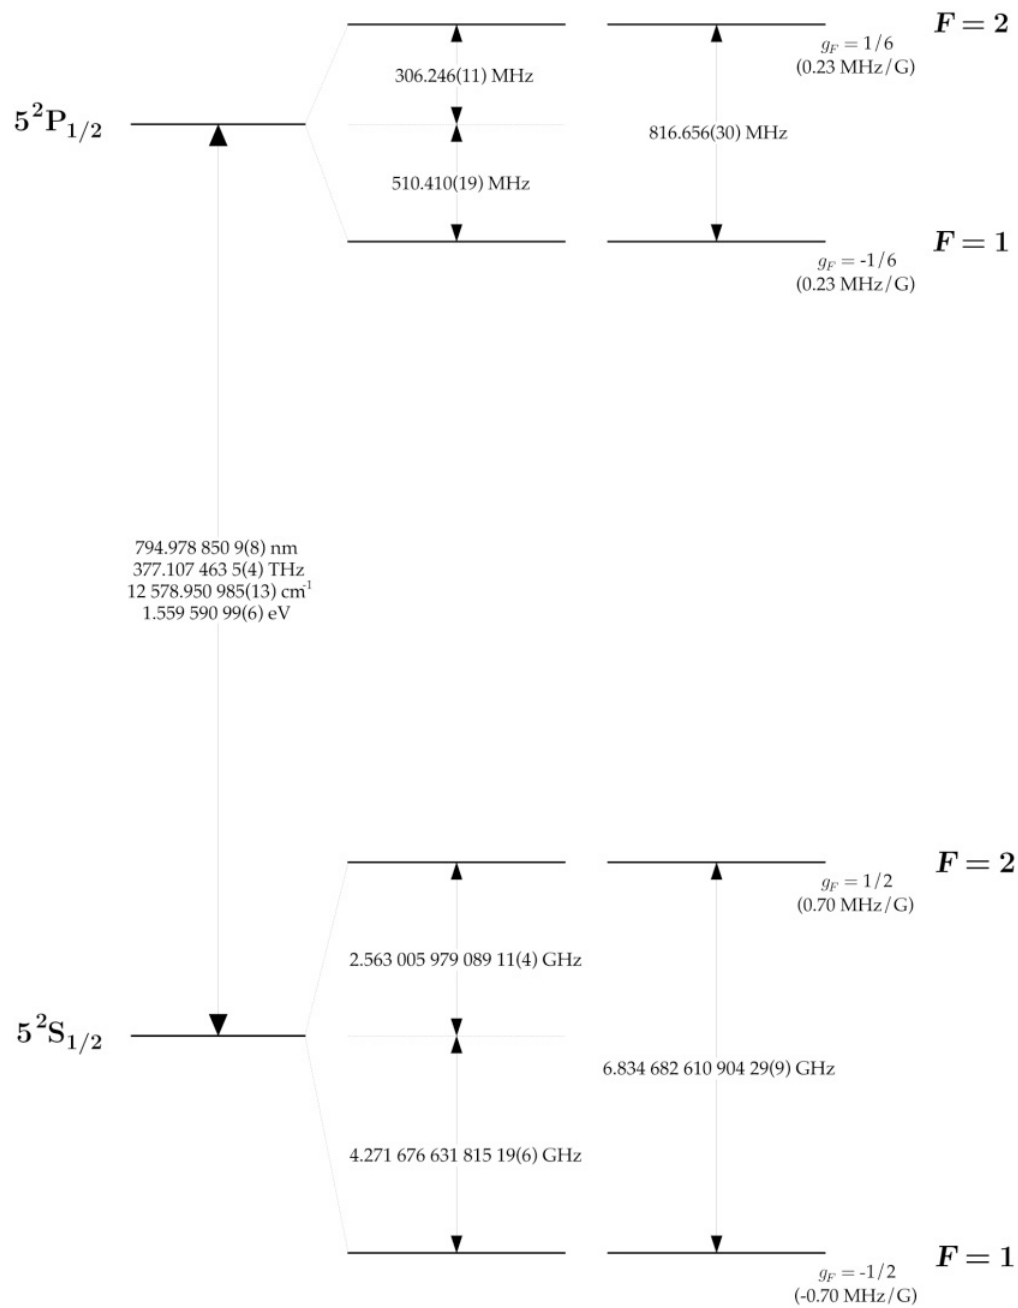 F = 2
g_F = 1/6
(0.23 MHz/G)
306.246(11) MHz
5²P₁/₂
816.656(30) MHz
510.410(19) MHz
F = 1
g_F = -1/6
(0.23 MHz/G)
794.978 850 9(8) nm
377.107 463 5(4) THz
12 578.950 985(13) cm⁻¹
1.559 590 99(6) eV
F = 2
g_F = 1/2
(0.70 MHz/G)
2.563 005 979 089 11(4) GHz
5²S₁/₂
6.834 682 610 904 29(9) GHz
4.271 676 631 815 19(6) GHz
F = 1
g_F = -1/2
(-0.70 MHz/G)